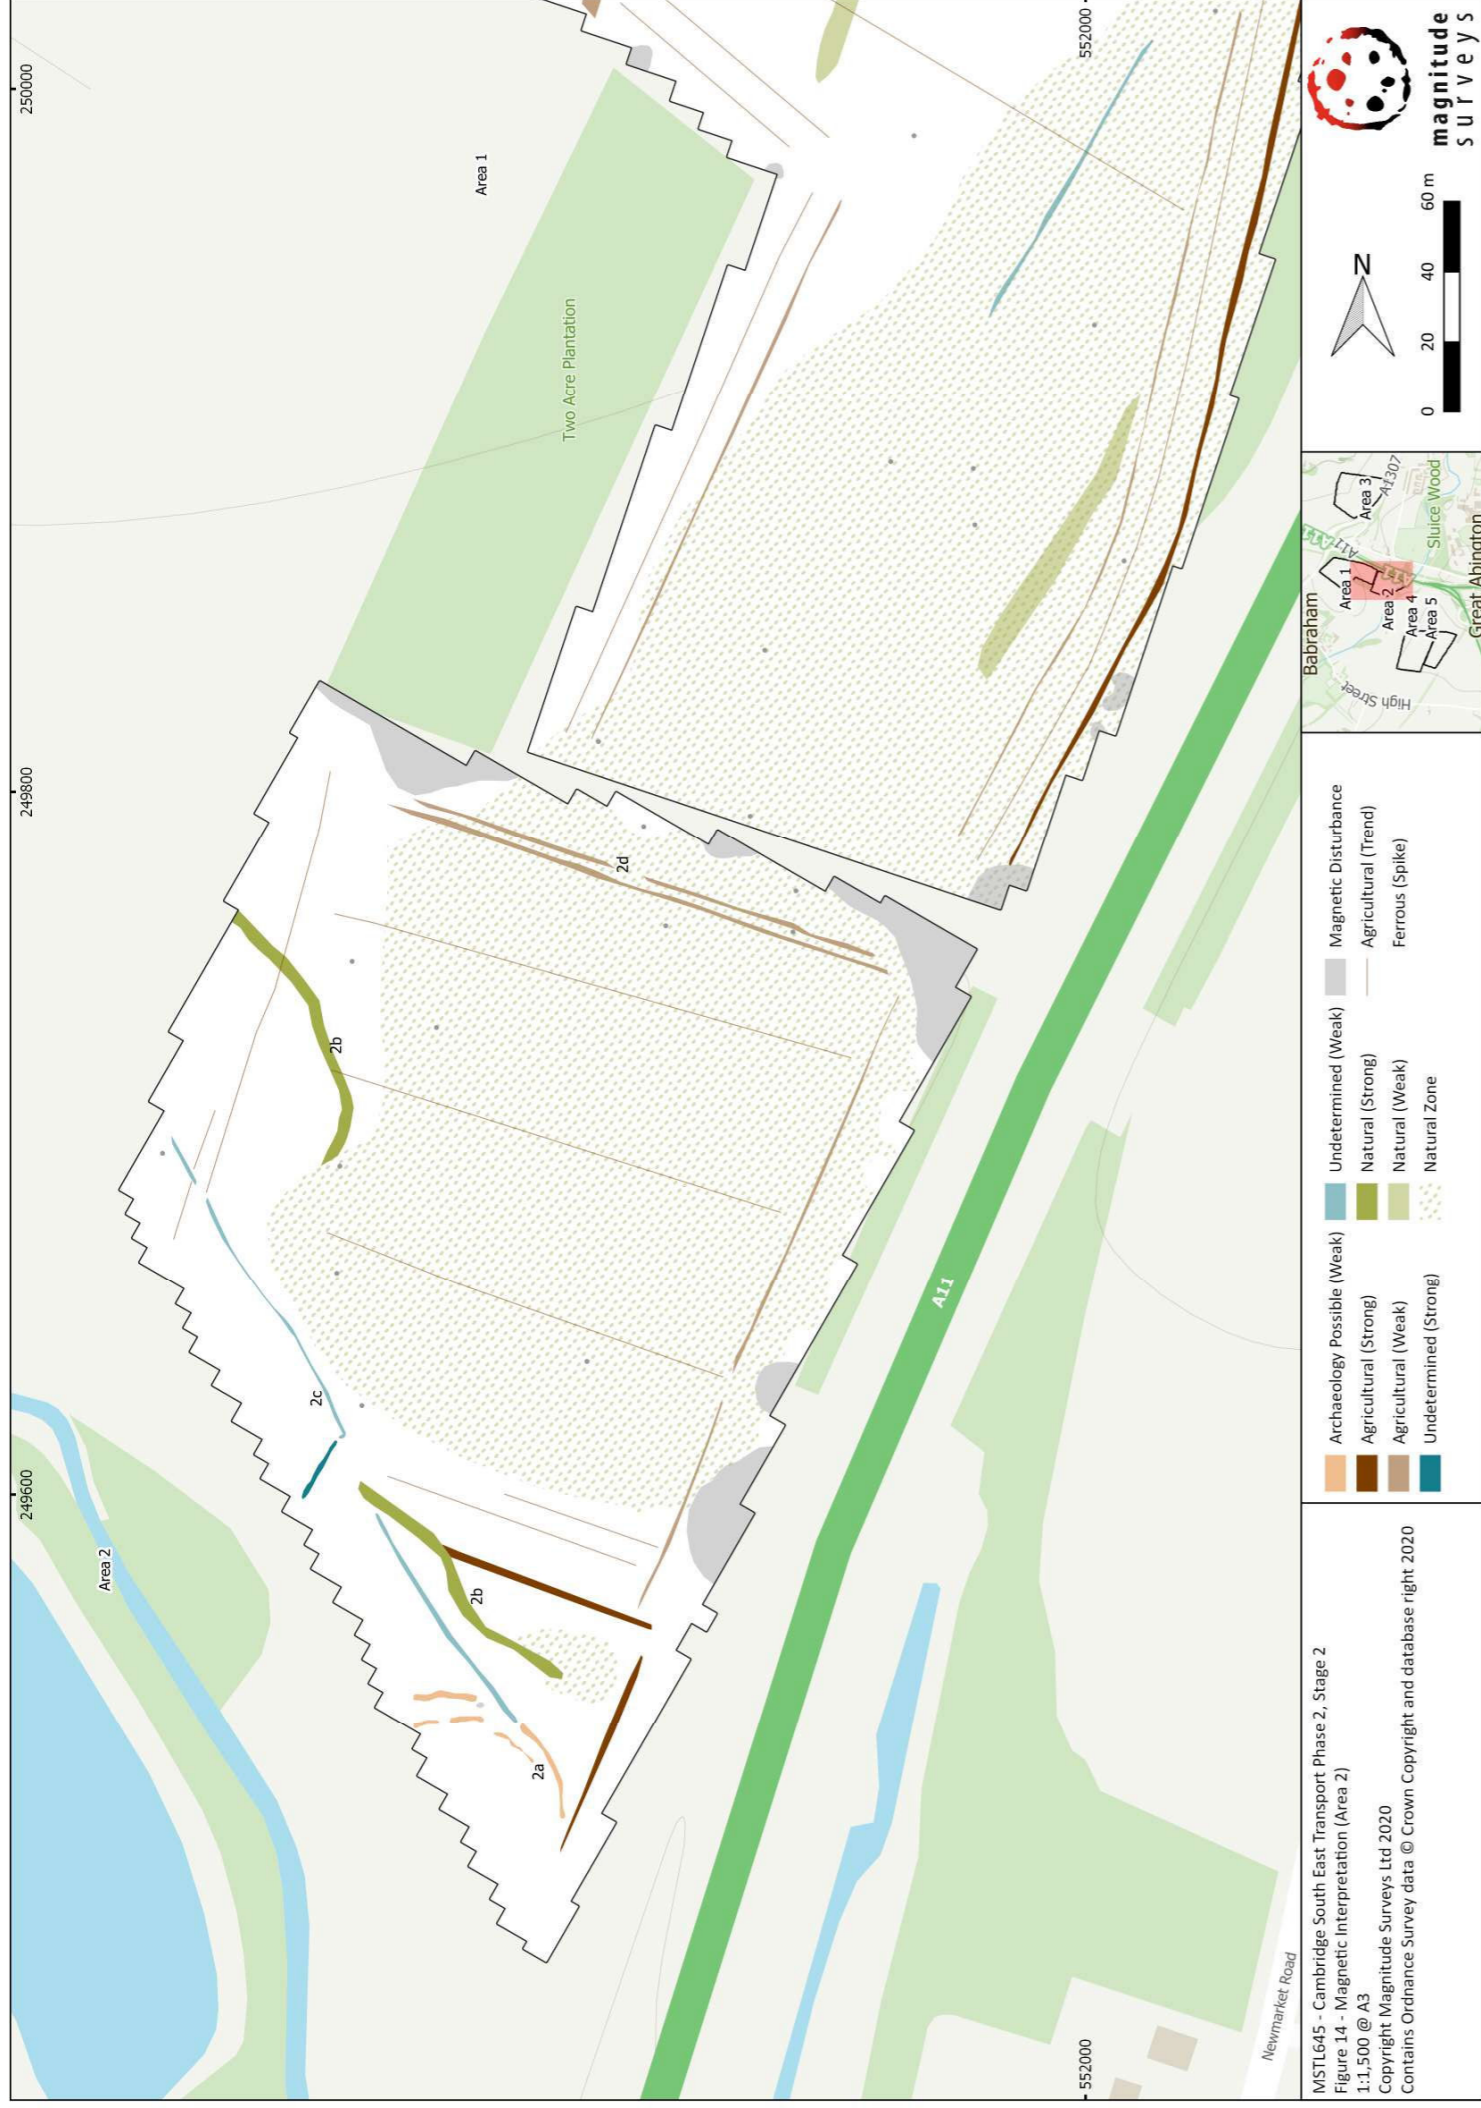 250000
249800
249600
552000
552000
Area 1
Two Acre Plantation
Area 2
2d
2b
2c
2b
2a
A11
Newmarket Road
MSTL645 - Cambridge South East Transport Phase 2, Stage 2
Figure 14 - Magnetic Interpretation (Area 2)
1:1,500 @ A3
Copyright Magnitude Surveys Ltd 2020
Contains Ordnance Survey data © Crown Copyright and database right 2020
Archaeology Possible (Weak)
Agricultural (Strong)
Agricultural (Weak)
Undetermined (Strong)
Undetermined (Weak)
Natural (Strong)
Natural (Weak)
Natural Zone
Magnetic Disturbance
Agricultural (Trend)
Ferrous (Spike)
Babraham
High Street
Area 1
Area 2
Area 4
Area 5
Area 3
A11
A11
A11
A1307
Sluice Wood
Great Abington
N
0 20 40 60 m
magnitude
surveys